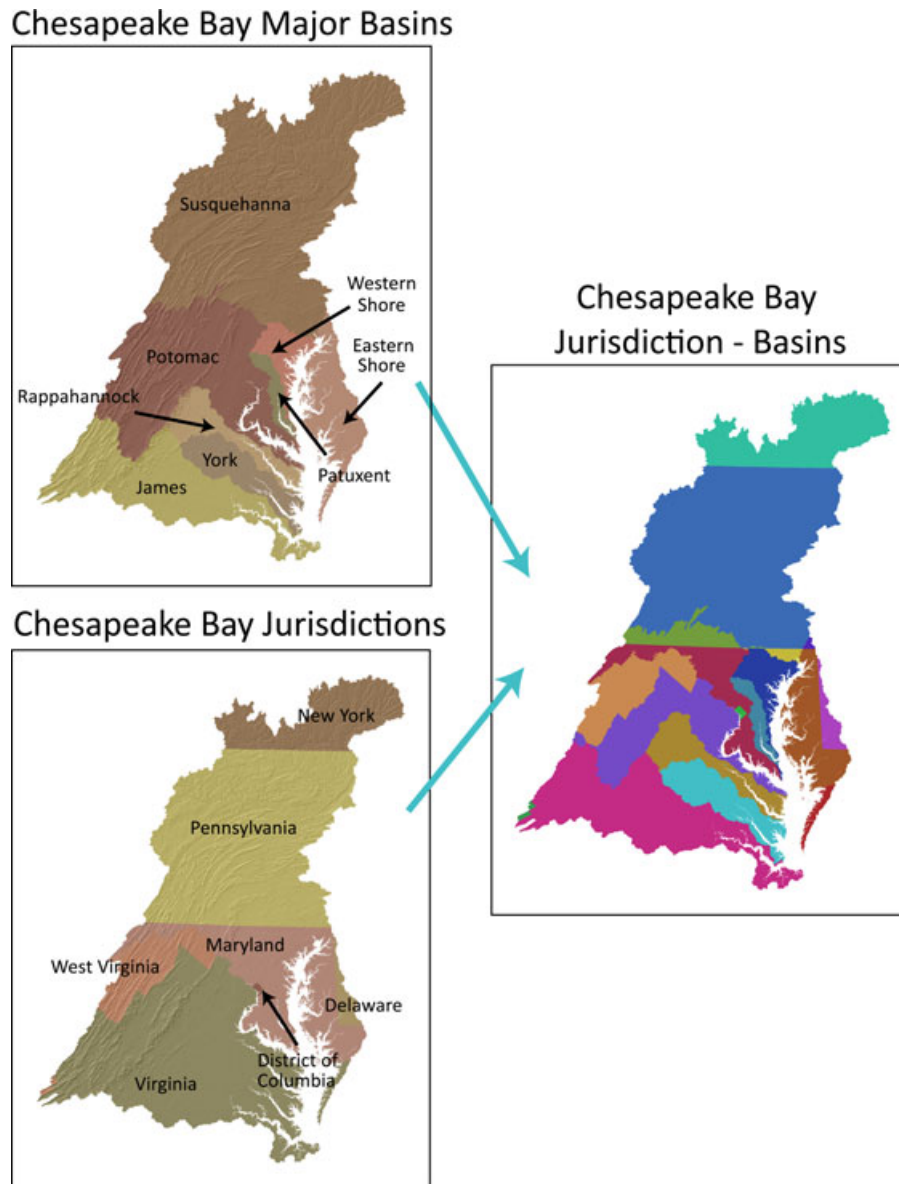 Chesapeake Bay Major Basins
Susquehanna
Western
Shore
Eastern
Shore
Potomac
Rappahannock
York
Patuxent
James
Chesapeake Bay Jurisdictions
New York
Pennsylvania
Maryland
West Virginia
Delaware
District of
Columbia
Virginia
Chesapeake Bay
Jurisdiction - Basins